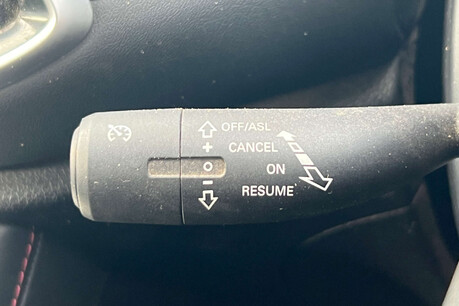 OFF/ASL
+ CANCEL
O ON
− RESUME